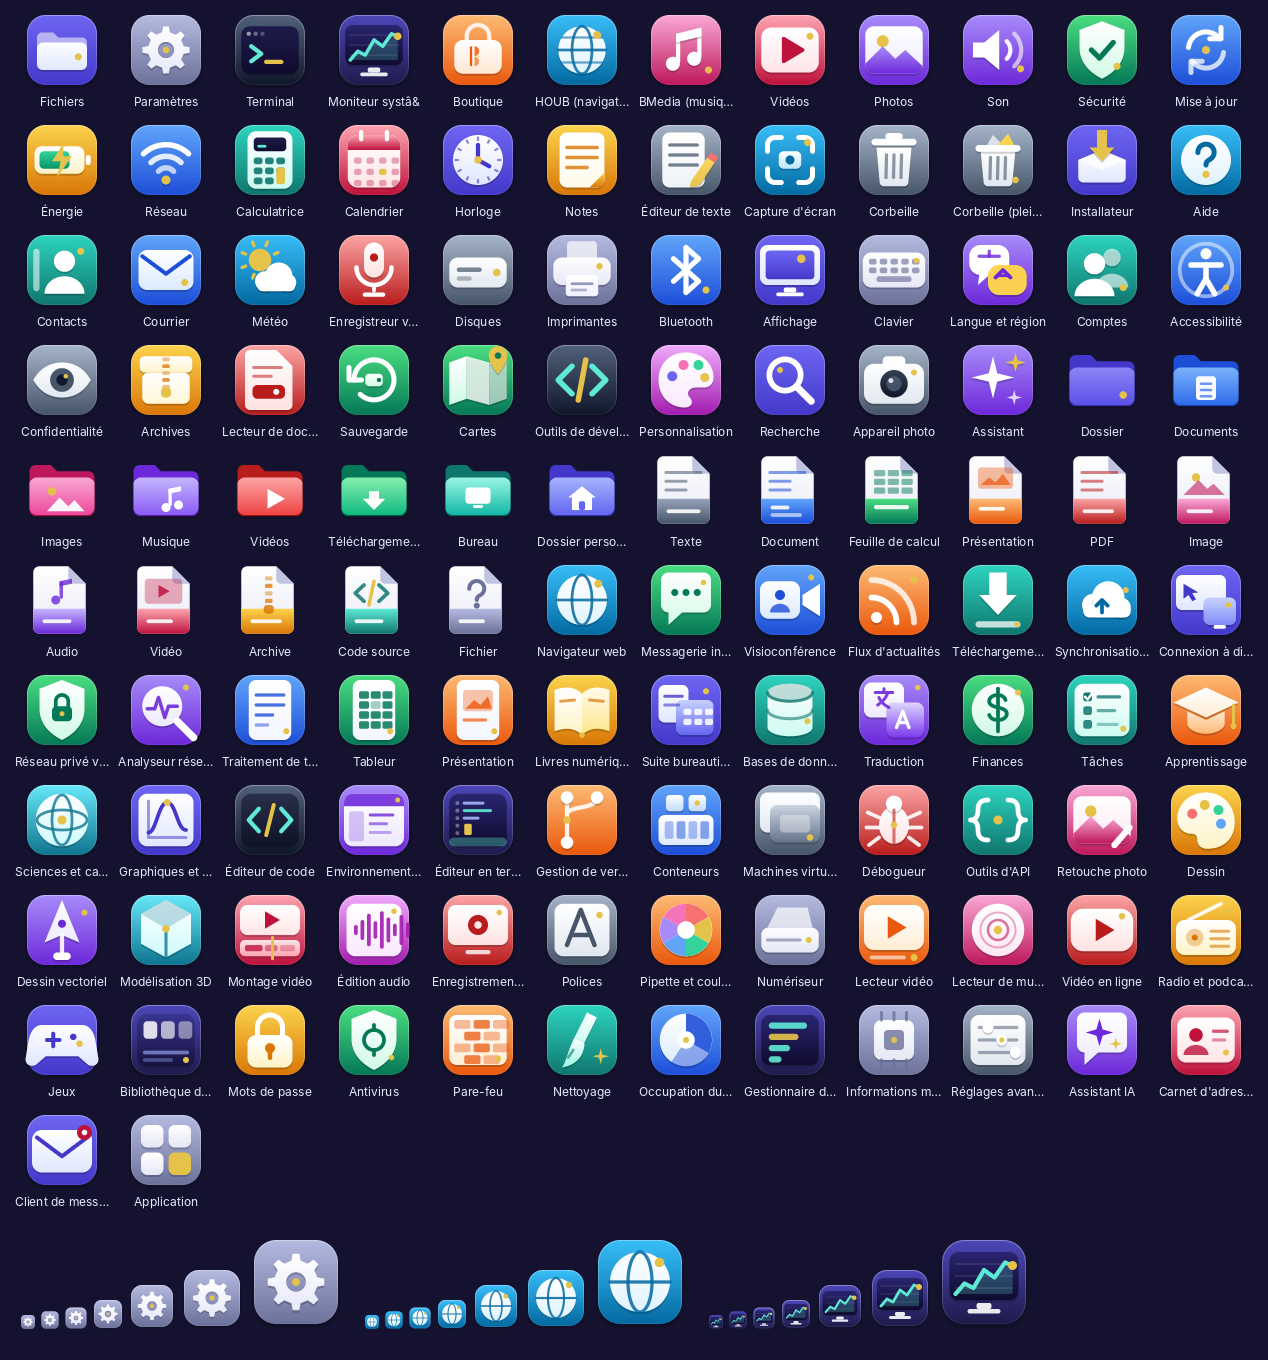 Fichiers Paramètres Terminal Moniteur systâ& Boutique HOUB (navigat... BMedia (musiq... Vidéos Photos Son Sécurité Mise à jour
Énergie Réseau Calculatrice Calendrier Horloge Notes Éditeur de texte Capture d'écran Corbeille Corbeille (plei... Installateur Aide
Contacts Courrier Météo Enregistreur v... Disques Imprimantes Bluetooth Affichage Clavier Langue et région Comptes Accessibilité
Confidentialité Archives Lecteur de doc... Sauvegarde Cartes Outils de dével... Personnalisation Recherche Appareil photo Assistant Dossier Documents
Images Musique Vidéos Téléchargeme... Bureau Dossier perso... Texte Document Feuille de calcul Présentation PDF Image
Audio Vidéo Archive Code source Fichier Navigateur web Messagerie in... Visioconférence Flux d'actualités Téléchargeme... Synchronisatio... Connexion à di...
文 A
Réseau privé v... Analyseur rése... Traitement de t... Tableur Présentation Livres numériq... Suite bureauti... Bases de donn... Traduction Finances Tâches Apprentissage
Sciences et ca... Graphiques et ... Éditeur de code Environnement... Éditeur en ter... Gestion de ver... Conteneurs Machines virtu... Débogueur Outils d'API Retouche photo Dessin
A
Dessin vectoriel Modélisation 3D Montage vidéo Édition audio Enregistremen... Polices Pipette et coul... Numériseur Lecteur vidéo Lecteur de mu... Vidéo en ligne Radio et podca...
Jeux Bibliothèque d... Mots de passe Antivirus Pare-feu Nettoyage Occupation du... Gestionnaire d... Informations m... Réglages avan... Assistant IA Carnet d'adres...
Client de mess... Application